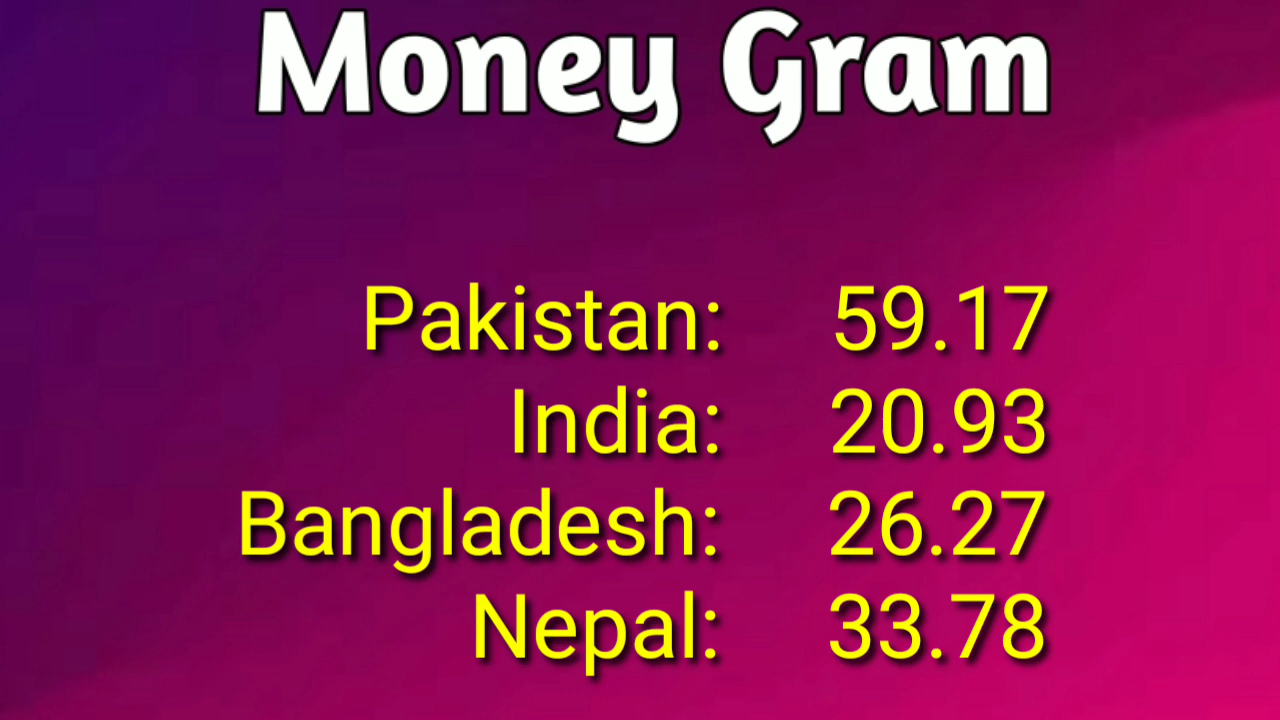 Money Gram
Pakistan: 59.17
India: 20.93
Bangladesh: 26.27
Nepal: 33.78